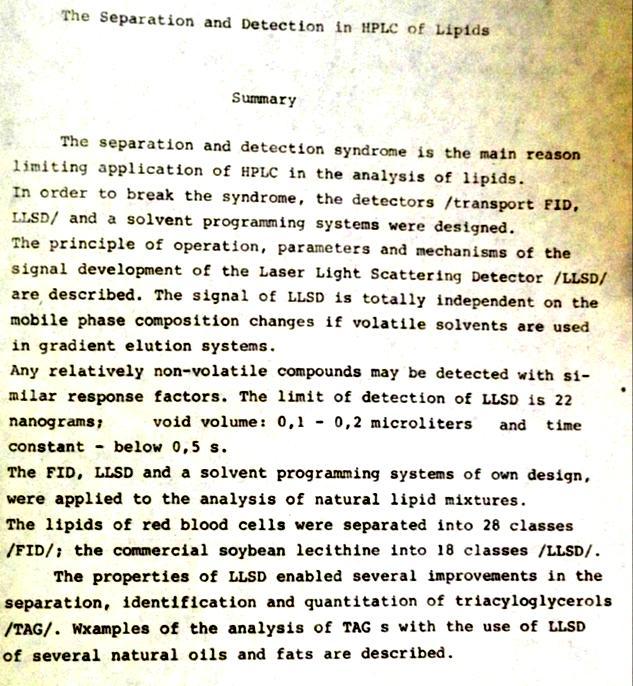 The Separation and Detection in HPLC of Lipids
Summary
The separation and detection syndrome is the main reason
limiting application of HPLC in the analysis of lipids.
In order to break the syndrome, the detectors /transport FID,
LLSD/ and a solvent programming systems were designed.
The principle of operation, parameters and mechanisms of the
signal development of the Laser Light Scattering Detector /LLSD/
are described. The signal of LLSD is totally independent on the
mobile phase composition changes if volatile solvents are used
in gradient elution systems.
Any relatively non-volatile compounds may be detected with si-
milar response factors. The limit of detection of LLSD is 22
nanograms; void volume: 0,1 - 0,2 microliters and time
constant - below 0,5 s.
The FID, LLSD and a solvent programming systems of own design,
were applied to the analysis of natural lipid mixtures.
The lipids of red blood cells were separated into 28 classes
/FID/; the commercial soybean lecithine into 18 classes /LLSD/.
The properties of LLSD enabled several improvements in the
separation, identification and quantitation of triacyloglycerols
/TAG/. Wxamples of the analysis of TAG s with the use of LLSD
of several natural oils and fats are described.